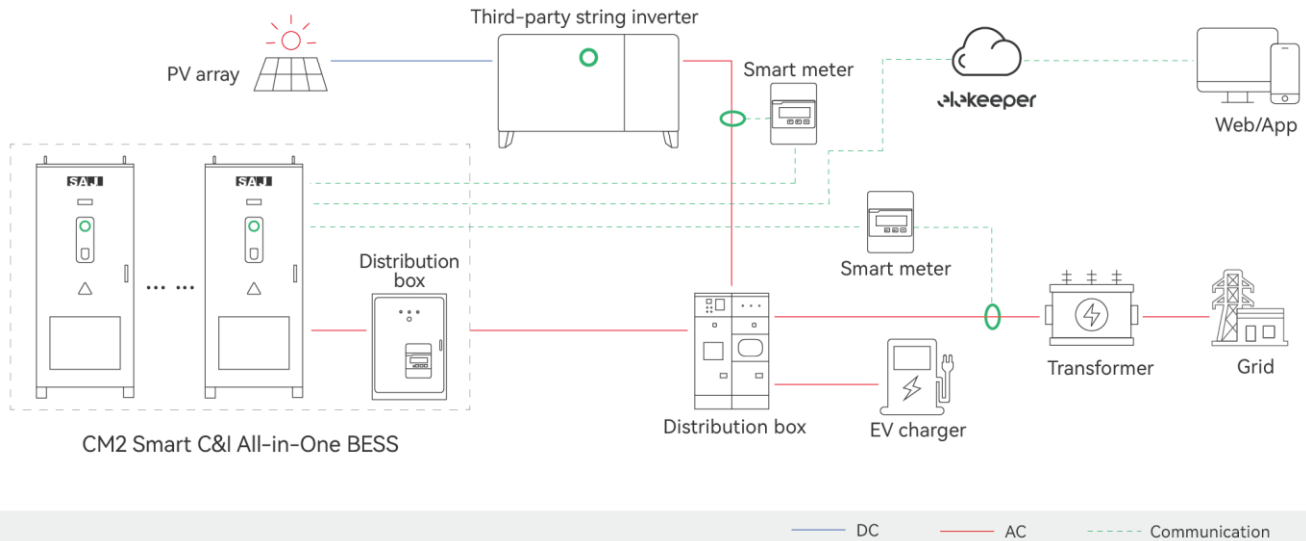 Third-party string inverter
PV array
Smart meter
elekeeper
Web/App
SAJ
SAJ
Distribution
box
Smart meter
Transformer
Grid
Distribution box
EV charger
CM2 Smart C&I All-in-One BESS
DC
AC
Communication